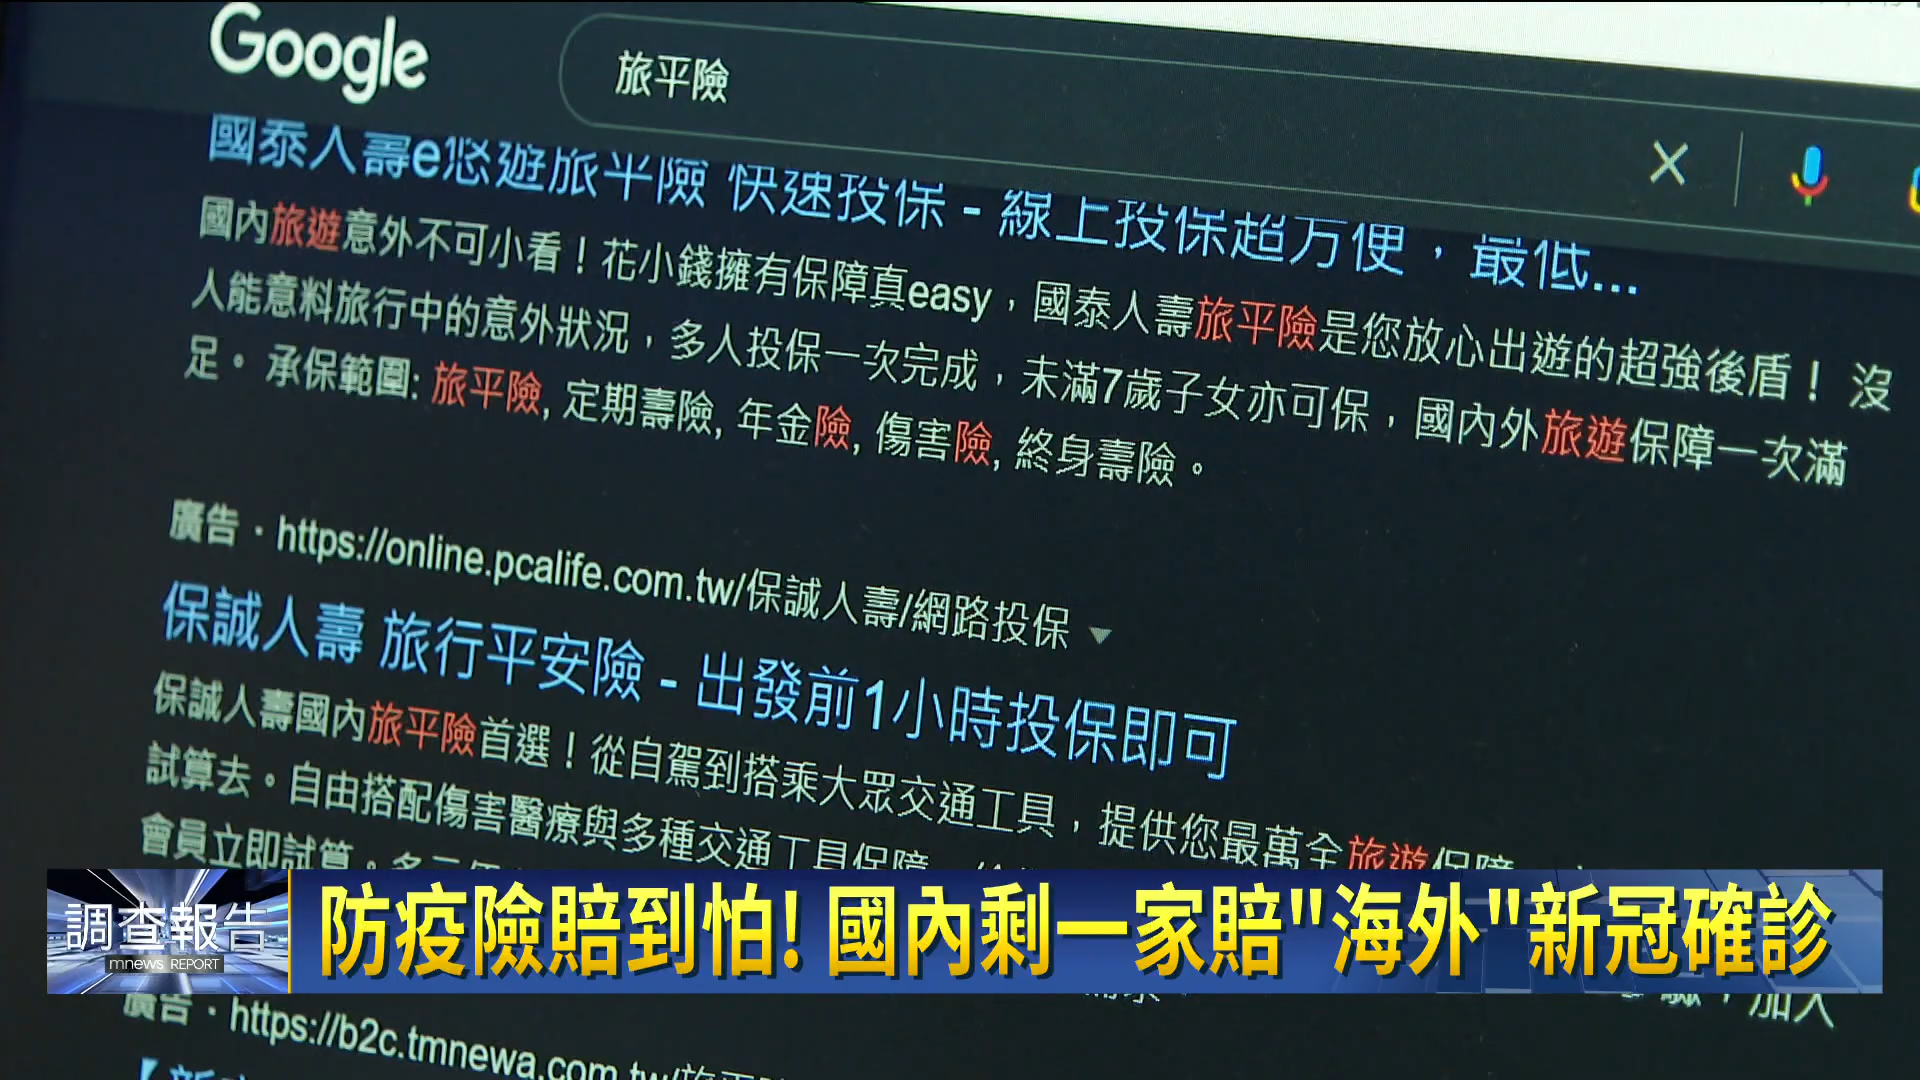 Google
旅平險
國泰人壽e悠遊旅平險 快速投保 - 線上投保超方便，最低...
國內旅遊意外不可小看！花小錢擁有保障真easy，國泰人壽旅平險是您放心出遊的超強後盾！ 沒
人能意料旅行中的意外狀況，多人投保一次完成，未滿7歲子女亦可保，國內外旅遊保障一次滿
足。 承保範圍: 旅平險, 定期壽險, 年金險, 傷害險, 終身壽險。
廣告 · https://online.pcalife.com.tw/保誠人壽/網路投保
保誠人壽 旅行平安險 - 出發前1小時投保即可
保誠人壽國內旅平險首選！從自駕到搭乘大眾交通工具，提供您最萬全旅遊保障
試算去。自由搭配傷害醫療與多種交通工具保障
會員立即試算。
調查報告
mnews REPORT
防疫險賠到怕! 國內剩一家賠"海外"新冠確診
，加入
廣告 · https://b2c.tmnewa.com.tw/旅平險